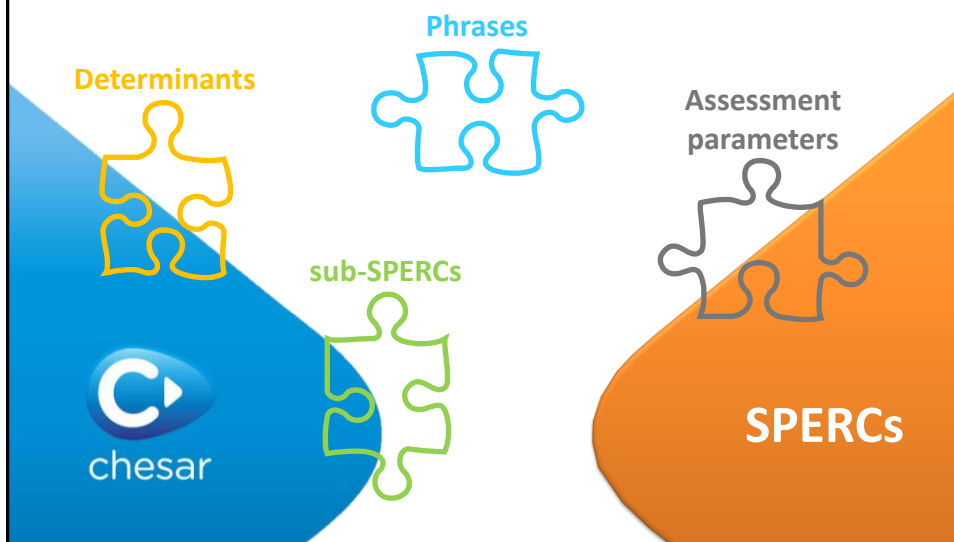 Phrases
Determinants
Assessment
parameters
sub-SPERCs
C
chesar
SPERCs